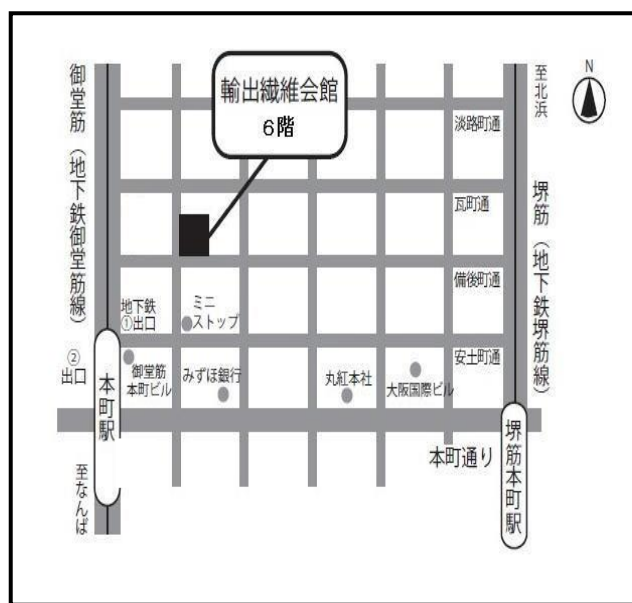 輸出繊維会館
6階
N
至北浜
御堂筋（地下鉄御堂筋線）
淡路町通
瓦町通
堺筋（地下鉄堺筋線）
備後町通
地下鉄
①出口
ミニ
ストップ
安土町通
②
出口
本町駅
御堂筋
本町ビル
みずほ銀行
丸紅本社
大阪国際ビル
本町通り
堺筋本町駅
至なんば